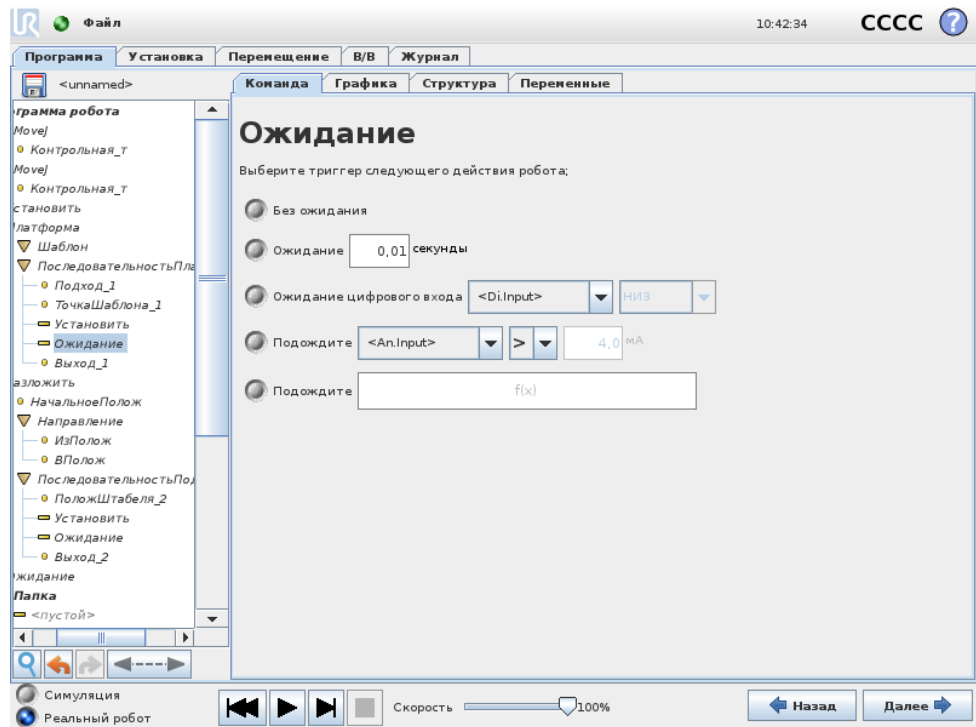 UR Файл 10:42:34 CCCC ?
Программа Установка Перемещение В/В Журнал
<unnamed> Команда Графика Структура Переменные
ограмма робота
MoveJ
Контрольная_т
MoveJ
Контрольная_т
становить
Платформа
Шаблон
ПоследовательностьПла
Подход_1
ТочкаШаблона_1
Установить
Ожидание
Выход_1
азложить
НачальноеПолож
Направление
ИзПолож
ВПолож
ПоследовательностьПод
ПоложШтабеля_2
Установить
Ожидание
Выход_2
жидание
Папка
<пустой>
Ожидание
Выберите триггер следующего действия робота;
Без ожидания
Ожидание 0,01 секунды
Ожидание цифрового входа <Di.Input> НИЗ
Подождите <An.Input> > 4,0 мА
Подождите f(x)
Симуляция
Реальный робот
Скорость 100%
Назад Далее